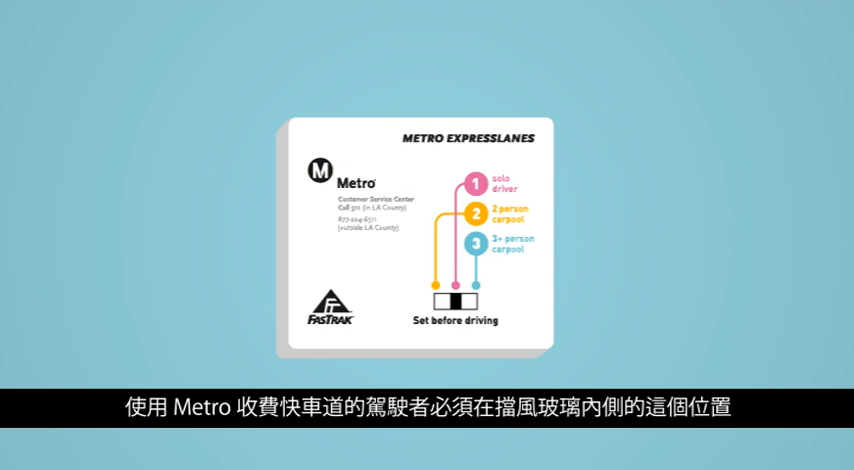 METRO EXPRESSLANES
M
Metro
Customer Service Center
Call 511 (in LA County)
877-224-6511
(outside LA County)
1 solo
driver
2 2 person
carpool
3 3+ person
carpool
FASTRAK
Set before driving
使用 Metro 收費快車道的駕駛者必須在擋風玻璃內側的這個位置